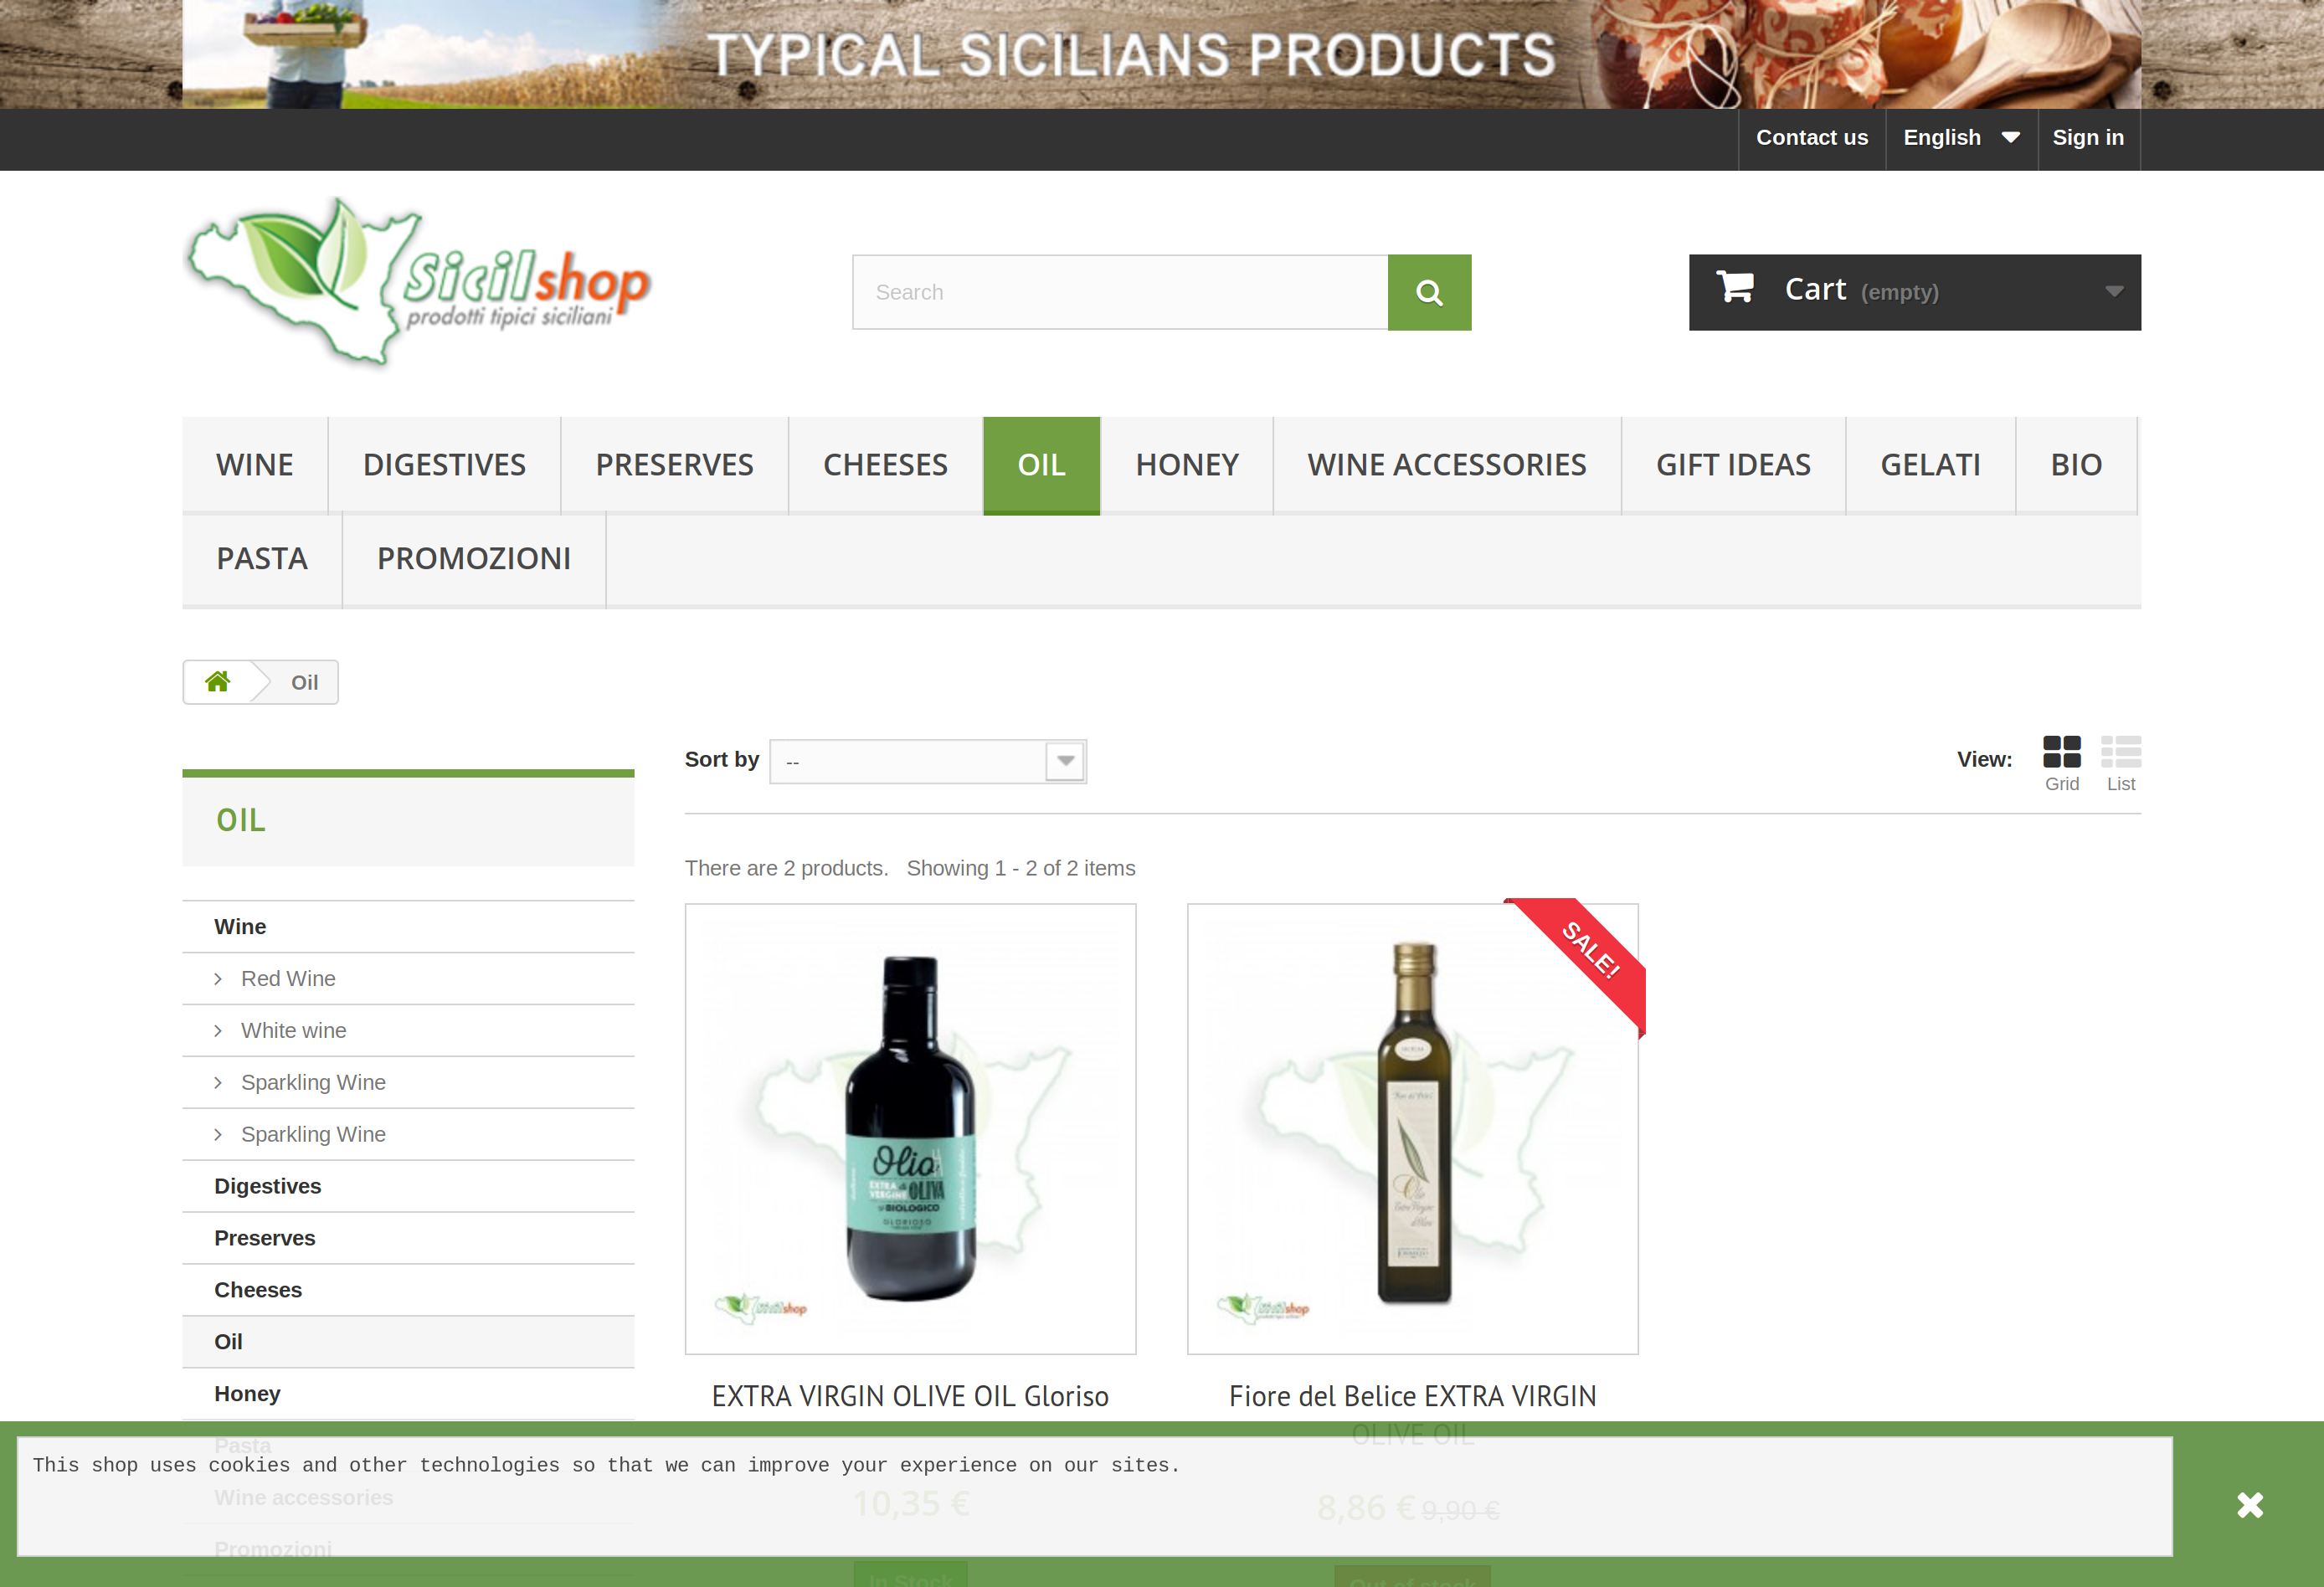 TYPICAL SICILIANS PRODUCTS
Contact us
English
Sign in
Sicilshop
prodotti tipici siciliani
Search
Cart (empty)
WINE
DIGESTIVES
PRESERVES
CHEESES
OIL
HONEY
WINE ACCESSORIES
GIFT IDEAS
GELATI
BIO
PASTA
PROMOZIONI
Oil
OIL
Wine
Red Wine
White wine
Sparkling Wine
Sparkling Wine
Digestives
Preserves
Cheeses
Oil
Honey
Pasta
Wine accessories
Promozioni
Sort by
--
View:
Grid
List
There are 2 products. Showing 1 - 2 of 2 items
Olio
EXTRA VERGINE di OLIVA
BIOLOGICO
GLORIOSO
Sicilshop
EXTRA VIRGIN OLIVE OIL Gloriso
10,35 €
In Stock
SALE!
Olio
Sicilshop
Fiore del Belice EXTRA VIRGIN
OLIVE OIL
8,86 € 9,90 €
Out of stock
This shop uses cookies and other technologies so that we can improve your experience on our sites.